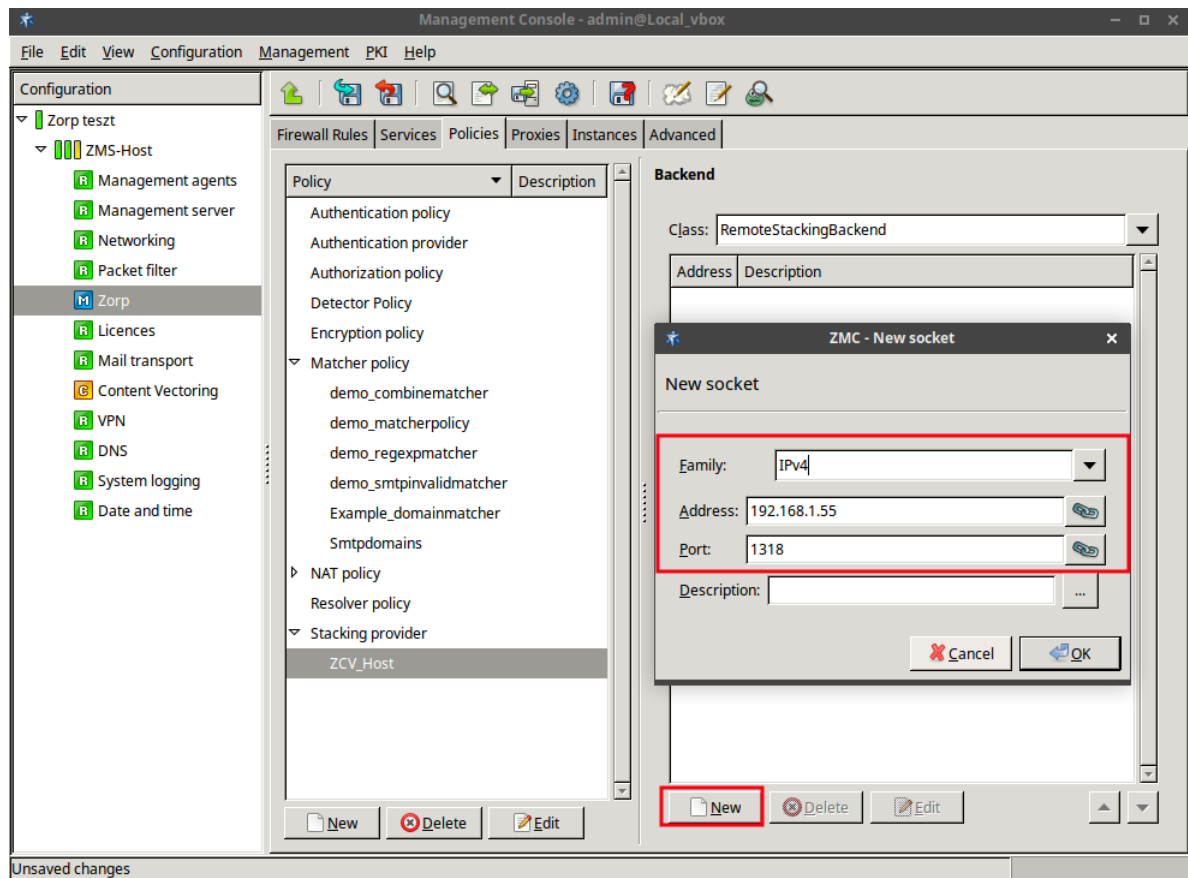 Management Console - admin@Local_vbox
File Edit View Configuration Management PKI Help
Configuration
Zorp teszt
ZMS-Host
R Management agents
R Management server
R Networking
R Packet filter
M Zorp
R Licences
R Mail transport
C Content Vectoring
R VPN
R DNS
R System logging
R Date and time
Firewall Rules Services Policies Proxies Instances Advanced
Policy Description
Authentication policy
Authentication provider
Authorization policy
Detector Policy
Encryption policy
Matcher policy
demo_combinematcher
demo_matcherpolicy
demo_regexpmatcher
demo_smtpinvalidmatcher
Example_domainmatcher
Smtpdomains
NAT policy
Resolver policy
Stacking provider
ZCV_Host
New Delete Edit
Backend
Class: RemoteStackingBackend
Address Description
ZMC - New socket
New socket
Family: IPv4
Address: 192.168.1.55
Port: 1318
Description: ...
Cancel OK
New Delete Edit
Unsaved changes